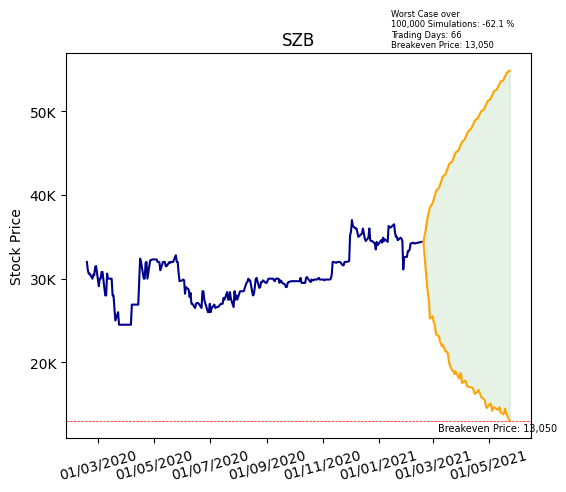 Worst Case over
100,000 Simulations: -62.1 %
Trading Days: 66
Breakeven Price: 13,050
SZB
Stock Price
50K
40K
30K
20K
Breakeven Price: 13,050
01/03/2020
01/05/2020
01/07/2020
01/09/2020
01/11/2020
01/01/2021
01/03/2021
01/05/2021